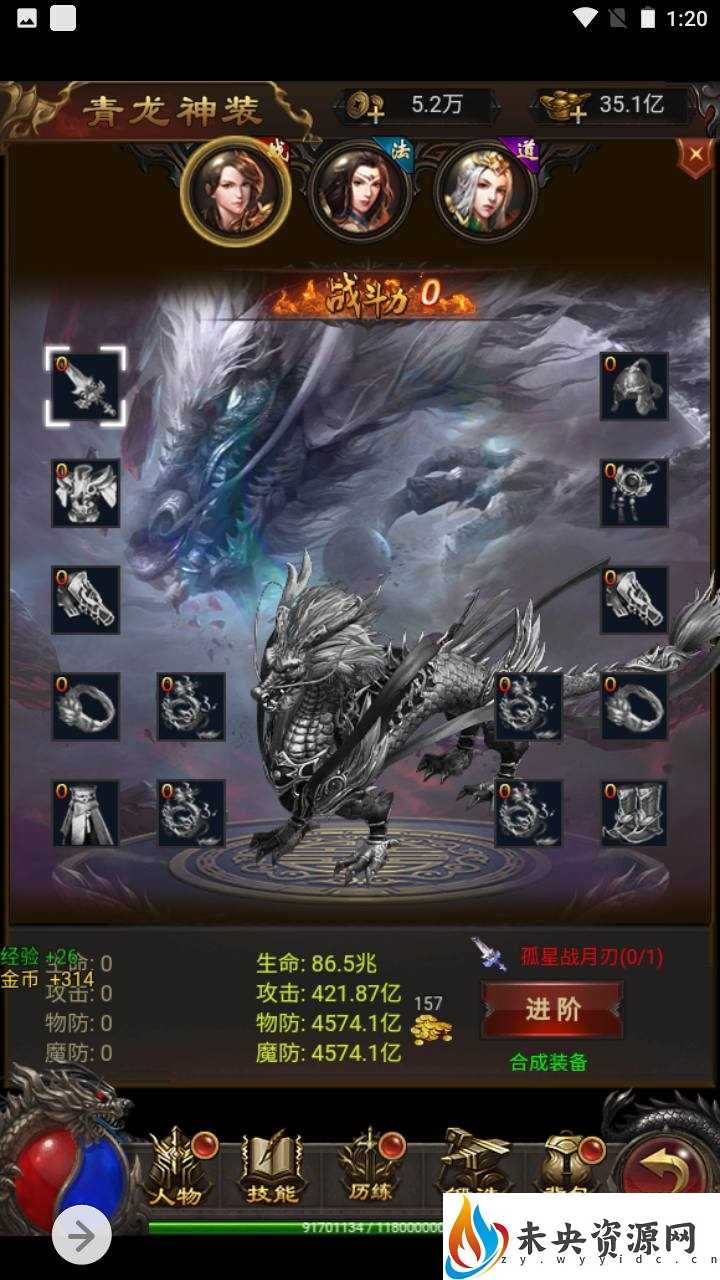 1:20
青龙神装
5.2万
35.1亿
战
法
道
战斗力 0
0
0
0
0
0
0
0
0
0
0
0
0
0
0
经验 +26
金币 +314
生命: 0
攻击: 0
物防: 0
魔防: 0
生命: 86.5兆
攻击: 421.87亿
物防: 4574.1亿
魔防: 4574.1亿
157
孤星战月刃(0/1)
进阶
合成装备
人物
技能
历练
91701134 / 118000000
未央资源网
zy.wyyidc.cn